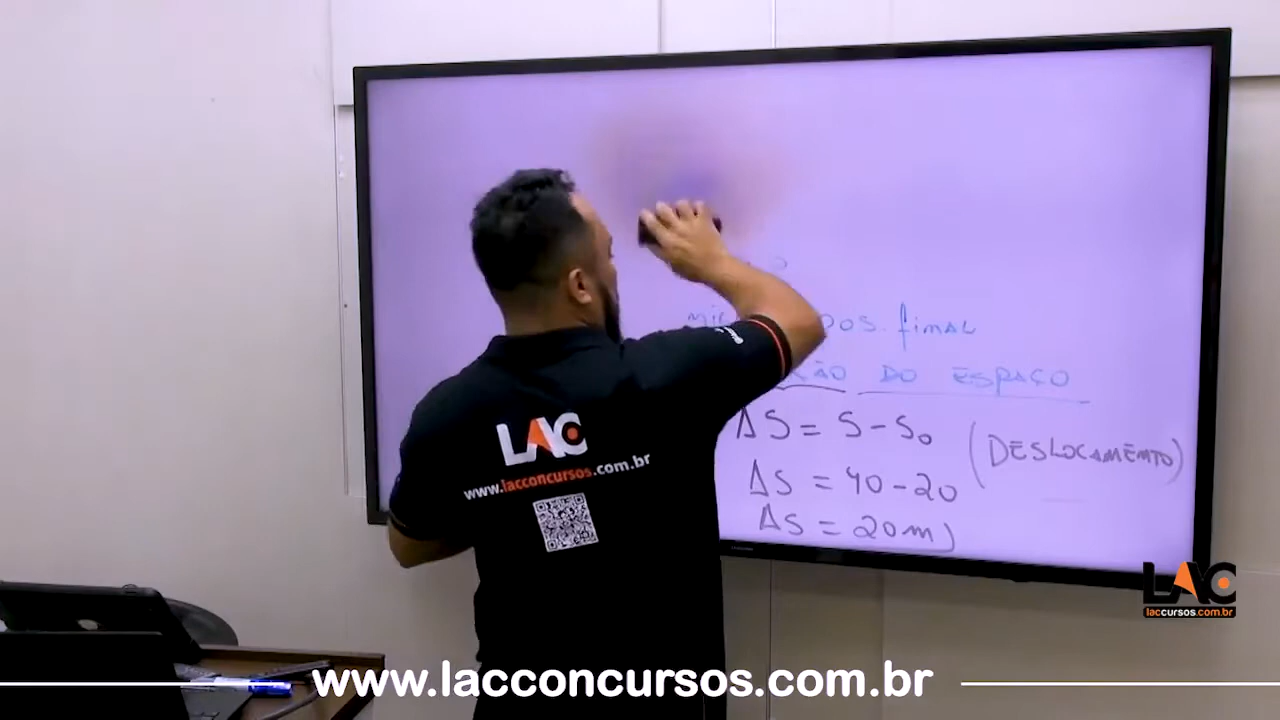 pos. final
DO ESPAÇO
ΔS = S - S₀
(DESLOCAMENTO)
ΔS = 40 - 20
ΔS = 20m
LAC
www.lacconcursos.com.br
LAC
laccursos.com.br
www.lacconcursos.com.br